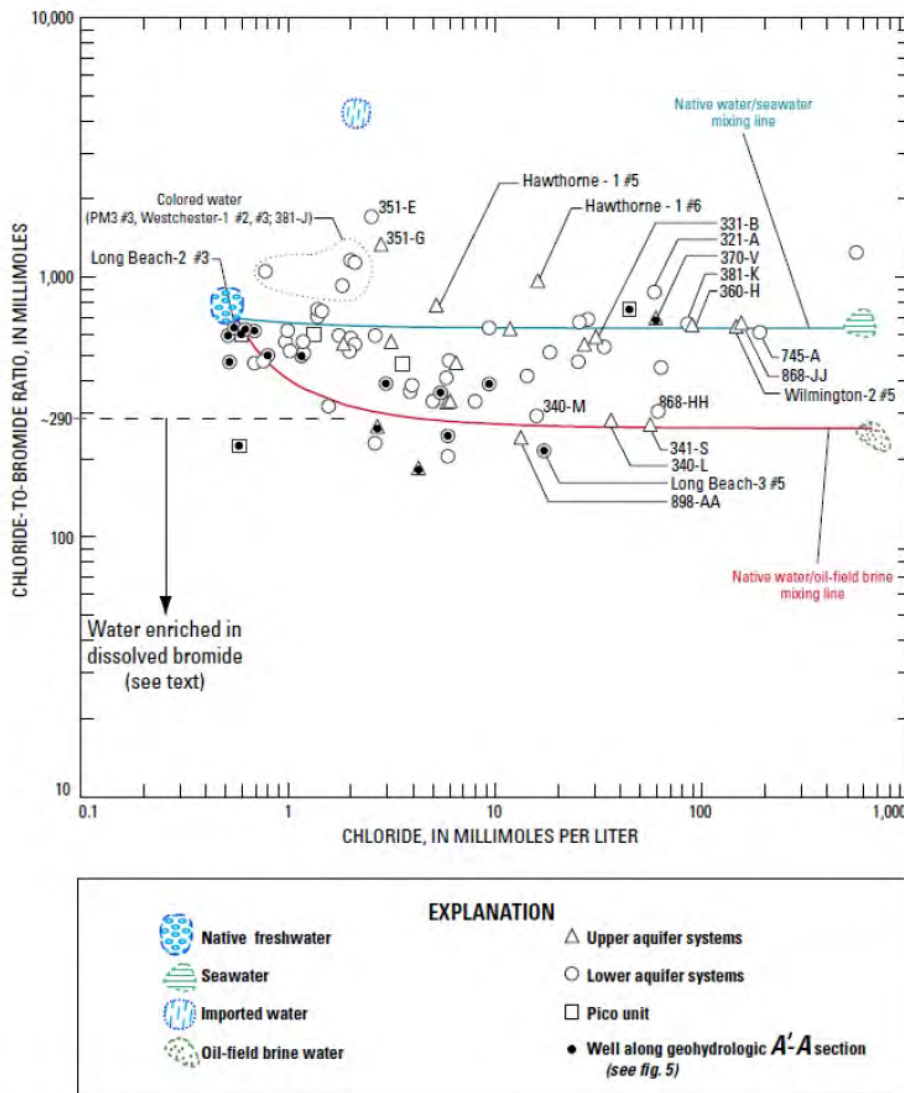 10,000
Native water/seawater
mixing line
Hawthorne - 1 #5
Colored water
(PM3 #3, Westchester-1 #2, #3; 381-J)
351-E
Hawthorne - 1 #6
351-G
331-B
321-A
370-V
381-K
360-H
Long Beach-2 #3
1,000
CHLORIDE-TO-BROMIDE RATIO, IN MILLIMOLES
745-A
868-JJ
Wilmington-2 #5
340-M
868-HH
~290
341-S
340-L
Long Beach-3 #5
898-AA
100
Native water/oil-field brine
mixing line
Water enriched in
dissolved bromide
(see text)
10
0.1
1
10
100
1,000
CHLORIDE, IN MILLIMOLES PER LITER
EXPLANATION
Native freshwater
Seawater
Imported water
Oil-field brine water
Upper aquifer systems
Lower aquifer systems
Pico unit
Well along geohydrologic A'-A section
(see fig. 5)